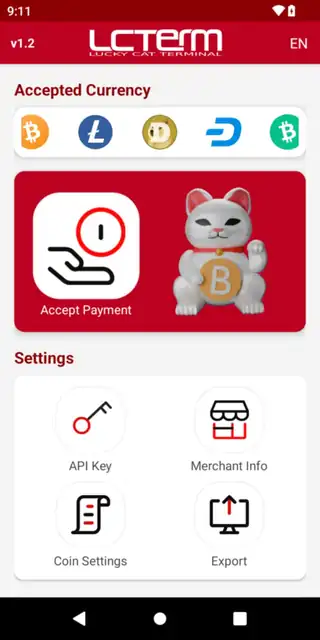 9:11
v1.2
LCTerm
LUCKY CAT TERMINAL
EN
Accepted Currency
Accept Payment
B
Settings
API Key
Merchant Info
Coin Settings
Export